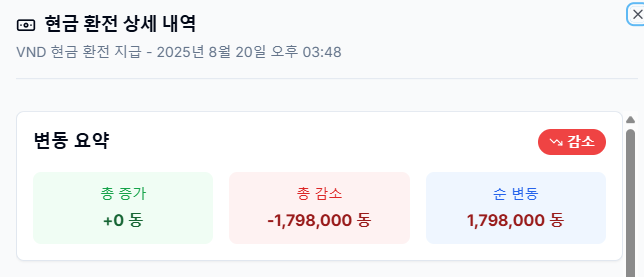 현금 환전 상세 내역
VND 현금 환전 지급 - 2025년 8월 20일 오후 03:48
변동 요약
감소
총 증가
+0 동
총 감소
-1,798,000 동
순 변동
1,798,000 동